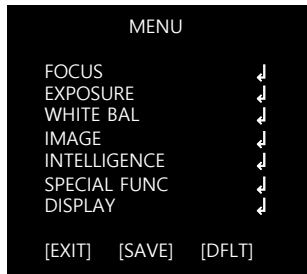 MENU
FOCUS ↲
EXPOSURE ↲
WHITE BAL ↲
IMAGE ↲
INTELLIGENCE ↲
SPECIAL FUNC ↲
DISPLAY ↲
[EXIT] [SAVE] [DFLT]